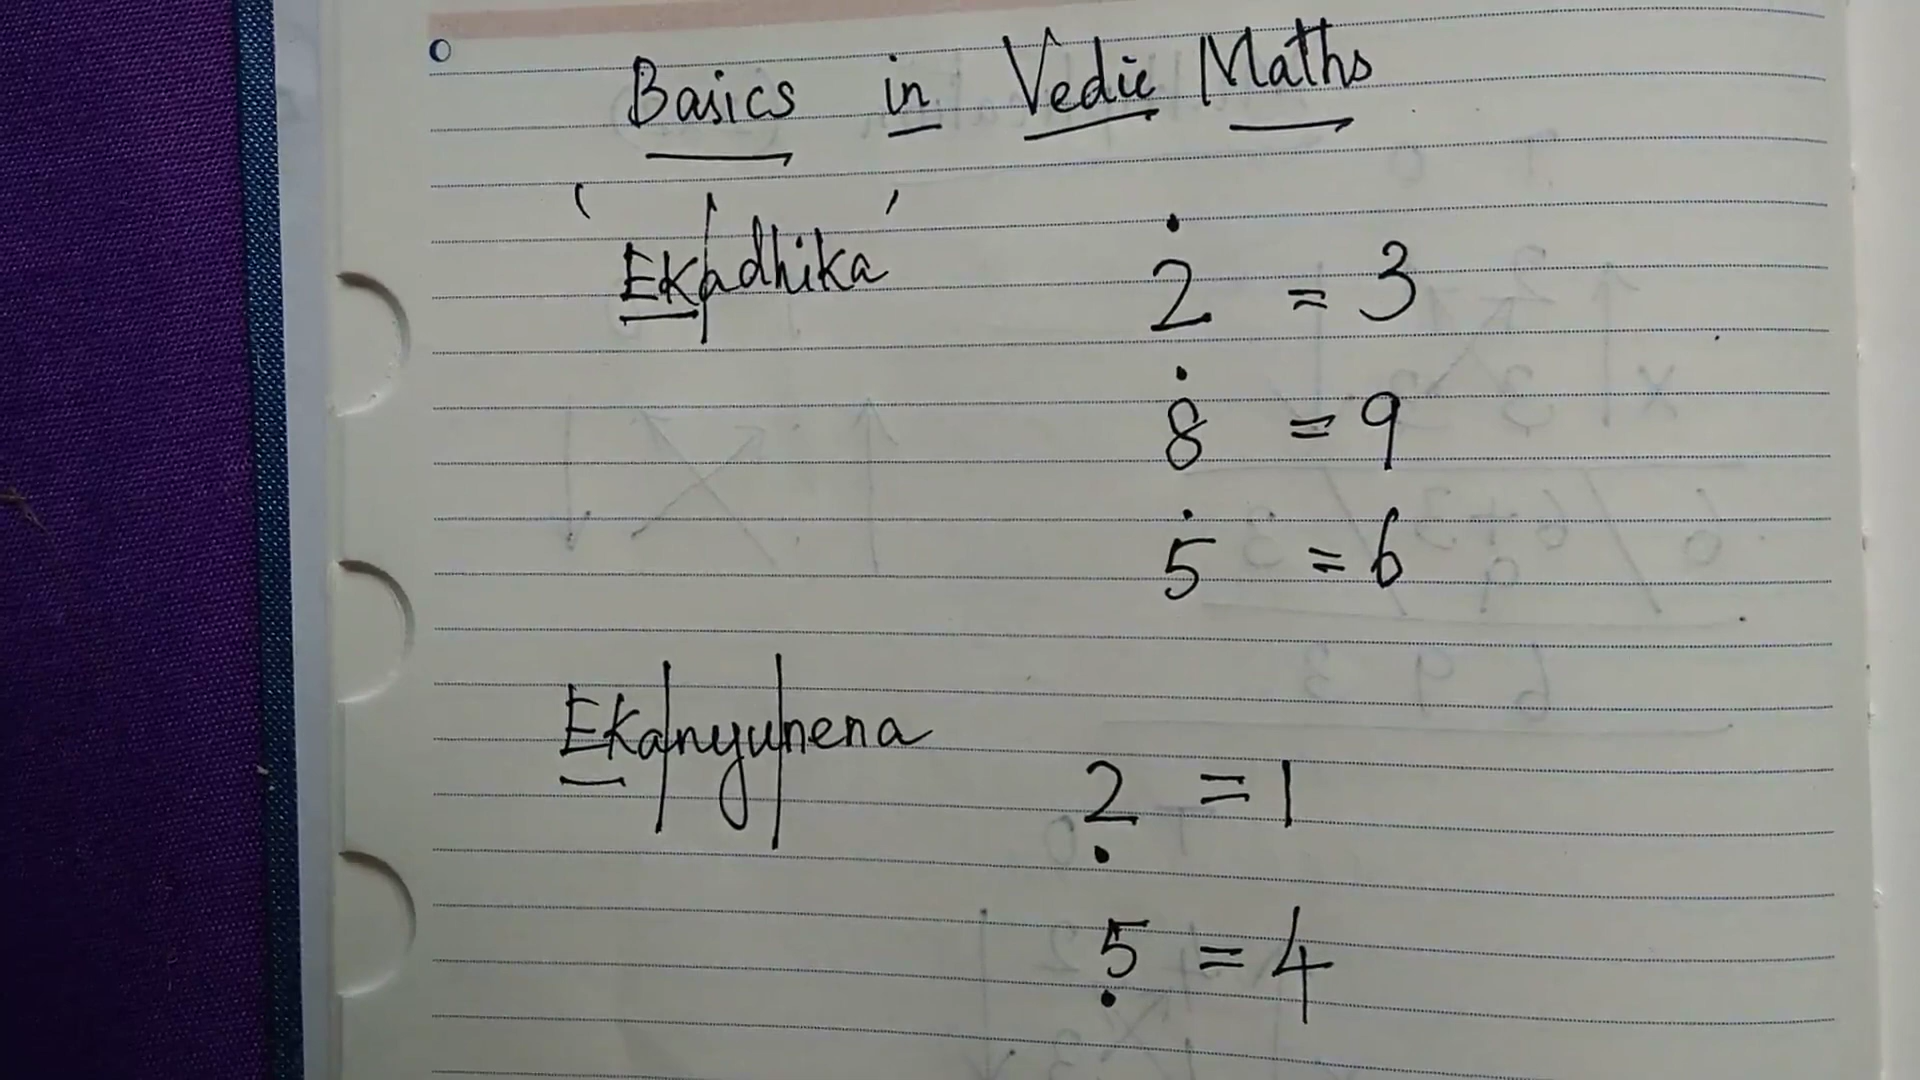 Basics in Vedic Maths
'Ekadhika'
2̇ = 3
8̇ = 9
5̇ = 6
Ekanyunena
2̣ = 1
5̣ = 4